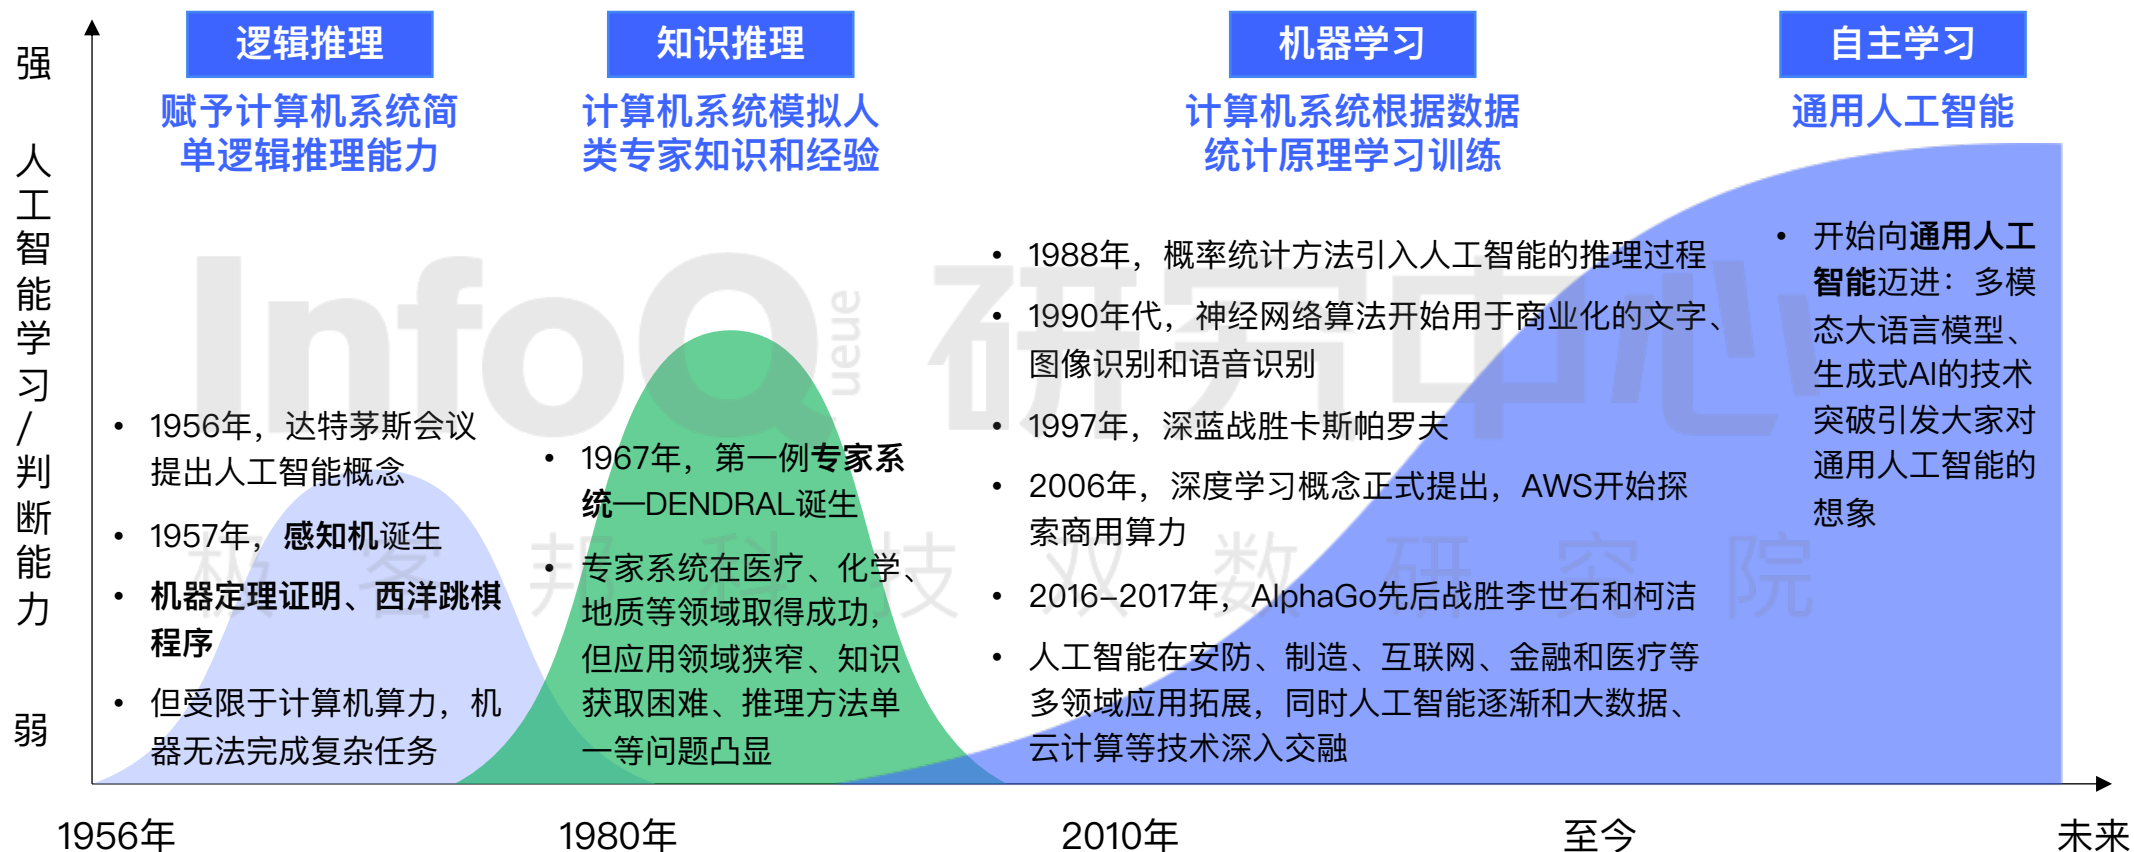 强
人工智能学习/判断能力
弱
逻辑推理
赋予计算机系统简
单逻辑推理能力
1956年，达特茅斯会议
提出人工智能概念
1957年，感知机诞生
机器定理证明、西洋跳棋
程序
但受限于计算机算力，机
器无法完成复杂任务
知识推理
计算机系统模拟人
类专家知识和经验
1967年，第一例专家系
统—DENDRAL诞生
专家系统在医疗、化学、
地质等领域取得成功，
但应用领域狭窄、知识
获取困难、推理方法单
一等问题凸显
机器学习
计算机系统根据数据
统计原理学习训练
1988年，概率统计方法引入人工智能的推理过程
1990年代，神经网络算法开始用于商业化的文字、
图像识别和语音识别
1997年，深蓝战胜卡斯帕罗夫
2006年，深度学习概念正式提出，AWS开始探
索商用算力
2016–2017年，AlphaGo先后战胜李世石和柯洁
人工智能在安防、制造、互联网、金融和医疗等
多领域应用拓展，同时人工智能逐渐和大数据、
云计算等技术深入交融
自主学习
通用人工智能
开始向通用人工
智能迈进：多模
态大语言模型、
生成式AI的技术
突破引发大家对
通用人工智能的
想象
1956年
1980年
2010年
至今
未来
InfoQueue 研究中心
极客邦科技双数研究院